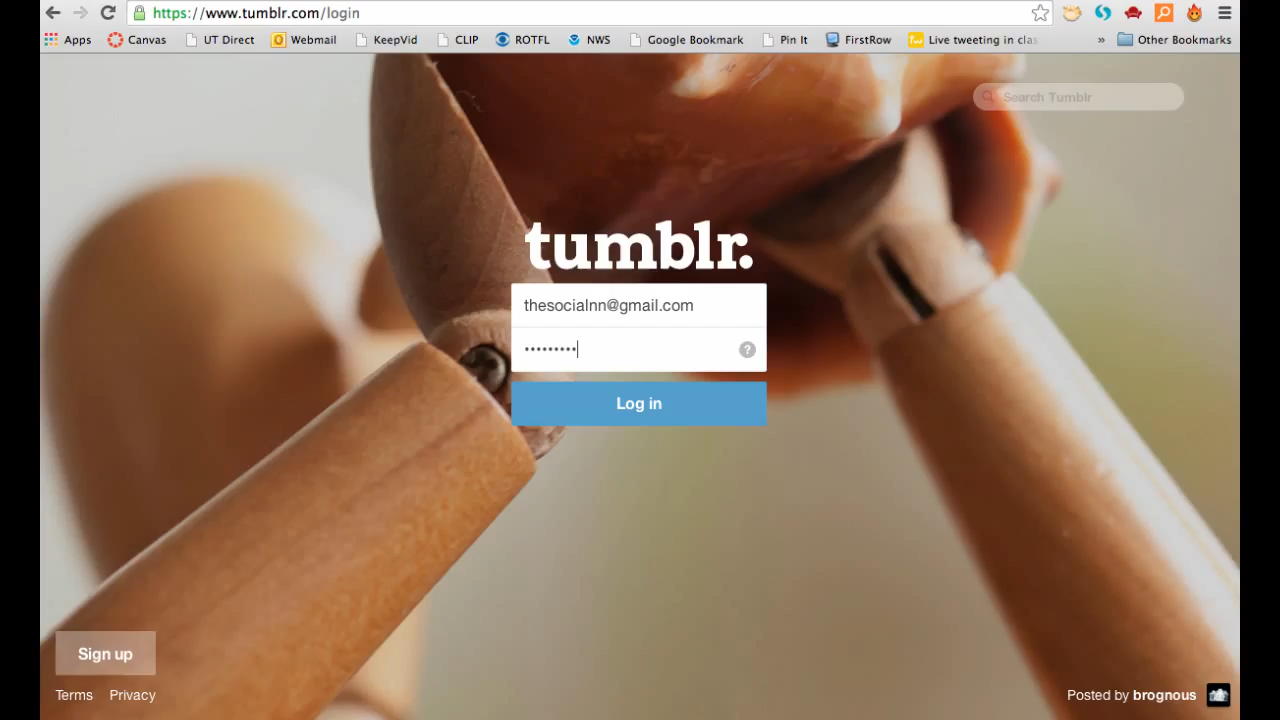 https://www.tumblr.com/login
Apps Canvas UT Direct Webmail KeepVid CLIP ROTFL NWS Google Bookmark Pin It FirstRow Live tweeting in clas » Other Bookmarks
Search Tumblr
tumblr.
thesocialnn@gmail.com
•••••••••
?
Log in
Sign up
Terms Privacy
Posted by brognous